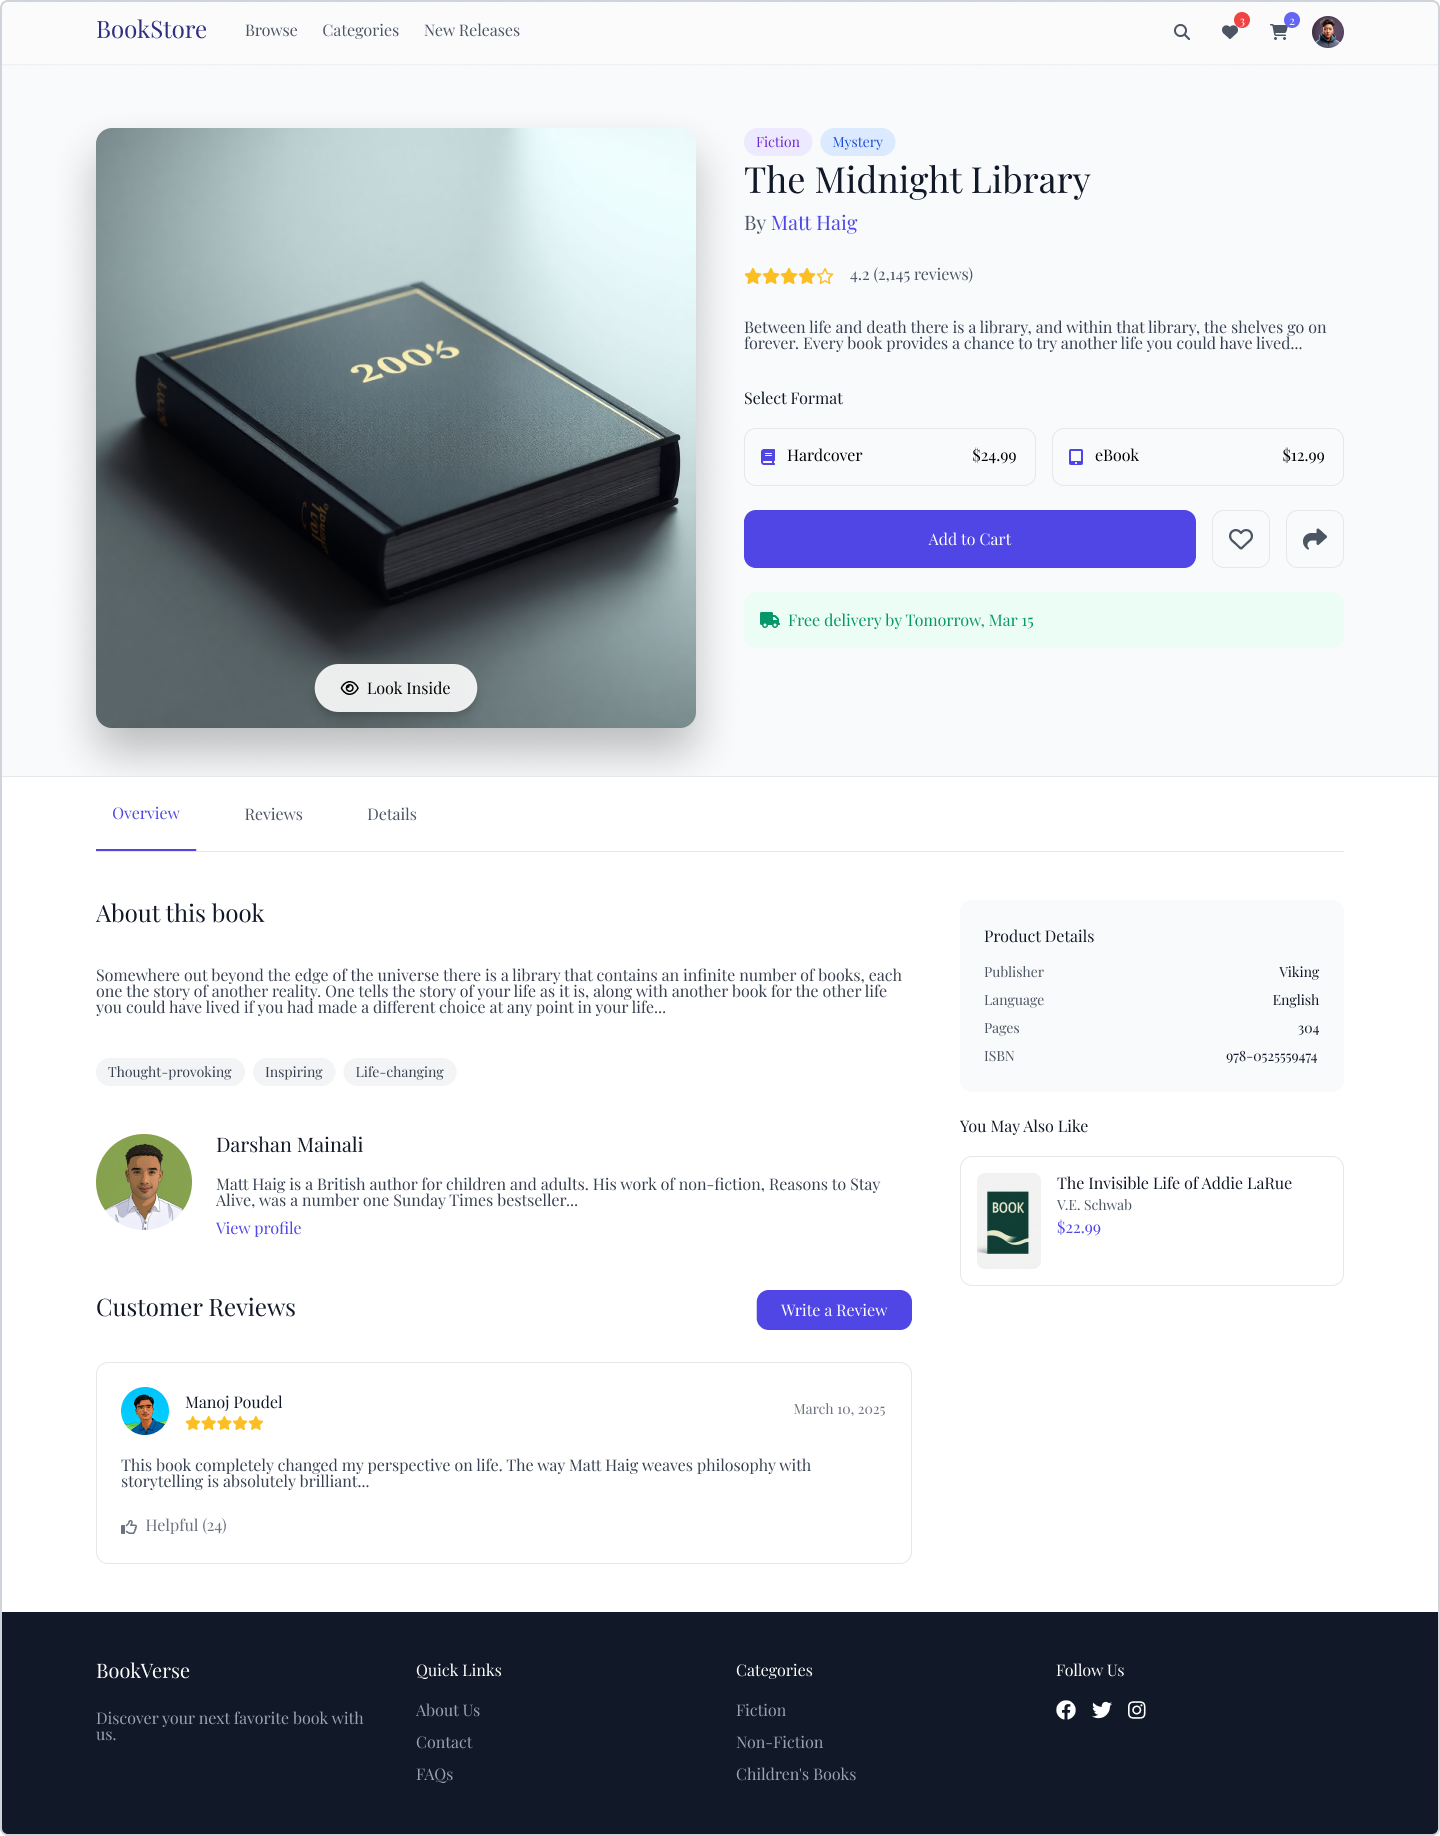 BookStore
Browse
Categories
New Releases
3
2
Fiction
Mystery
The Midnight Library
By Matt Haig
4.2 (2,145 reviews)
Between life and death there is a library, and within that library, the shelves go on
forever. Every book provides a chance to try another life you could have lived...
Select Format
Hardcover
$24.99
eBook
$12.99
Add to Cart
Free delivery by Tomorrow, Mar 15
200's
Look Inside
Overview
Reviews
Details
About this book
Somewhere out beyond the edge of the universe there is a library that contains an infinite number of books, each
one the story of another reality. One tells the story of your life as it is, along with another book for the other life
you could have lived if you had made a different choice at any point in your life...
Thought-provoking
Inspiring
Life-changing
Darshan Mainali
Matt Haig is a British author for children and adults. His work of non-fiction, Reasons to Stay
Alive, was a number one Sunday Times bestseller...
View profile
Customer Reviews
Write a Review
Manoj Poudel
March 10, 2025
This book completely changed my perspective on life. The way Matt Haig weaves philosophy with
storytelling is absolutely brilliant...
Helpful (24)
Product Details
Publisher
Viking
Language
English
Pages
304
ISBN
978-0525559474
You May Also Like
BOOK
The Invisible Life of Addie LaRue
V.E. Schwab
$22.99
BookVerse
Discover your next favorite book with
us.
Quick Links
About Us
Contact
FAQs
Categories
Fiction
Non-Fiction
Children's Books
Follow Us